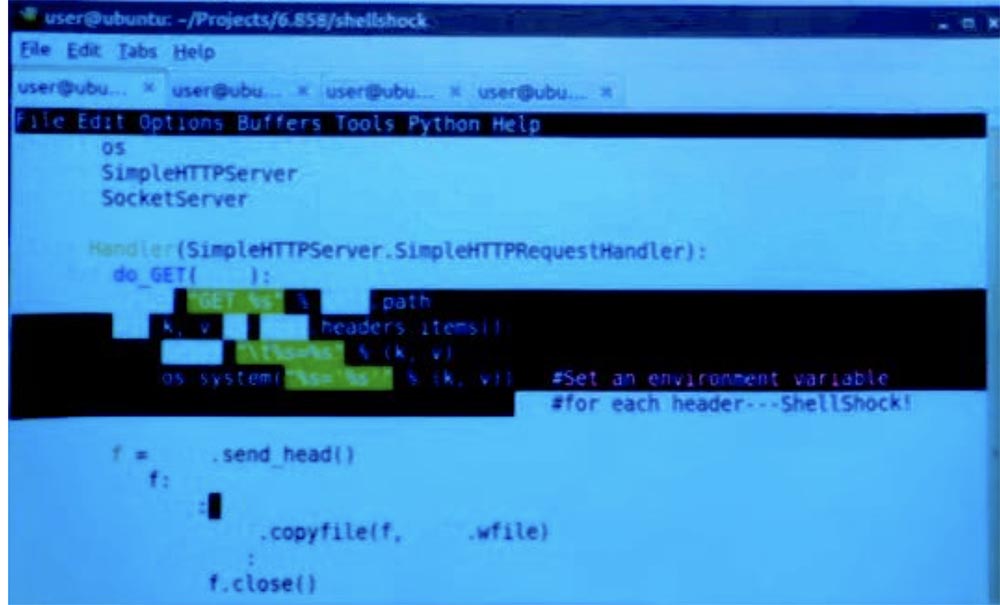 user@ubuntu: ~/Projects/6.858/shellshock
File Edit Tabs Help
user@ubu... × user@ubu... × user@ubu... × user@ubu... ×
File Edit Options Buffers Tools Python Help
os
SimpleHTTPServer
SocketServer
Handler(SimpleHTTPServer.SimpleHTTPRequestHandler):
do_GET( ):
"GET %s" % .path
k, v headers.items():
"\t%s=%s" % (k, v)
os.system("%s='%s'" % (k, v)) #Set an environment variable
#for each header---ShellShock!
f = .send_head()
f:
:
.copyfile(f, .wfile)
:
f.close()